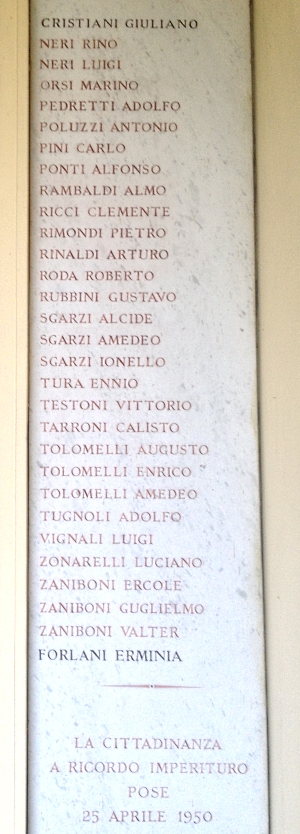 CRISTIANI GIULIANO
NERI RINO
NERI LUIGI
ORSI MARINO
PEDRETTI ADOLFO
POLUZZI ANTONIO
PINI CARLO
PONTI ALFONSO
RAMBALDI ALMO
RICCI CLEMENTE
RIMONDI PIETRO
RINALDI ARTURO
RODA ROBERTO
RUBBINI GUSTAVO
SGARZI ALCIDE
SGARZI AMEDEO
SGARZI IONELLO
TURA ENNIO
TESTONI VITTORIO
TARRONI CALISTO
TOLOMELLI AUGUSTO
TOLOMELLI ENRICO
TOLOMELLI AMEDEO
TUGNOLI ADOLFO
VIGNALI LUIGI
ZONARELLI LUCIANO
ZANIBONI ERCOLE
ZANIBONI GUGLIELMO
ZANIBONI VALTER
FORLANI ERMINIA
LA CITTADINANZA
A RICORDO IMPERITURO
POSE
25 APRILE 1950